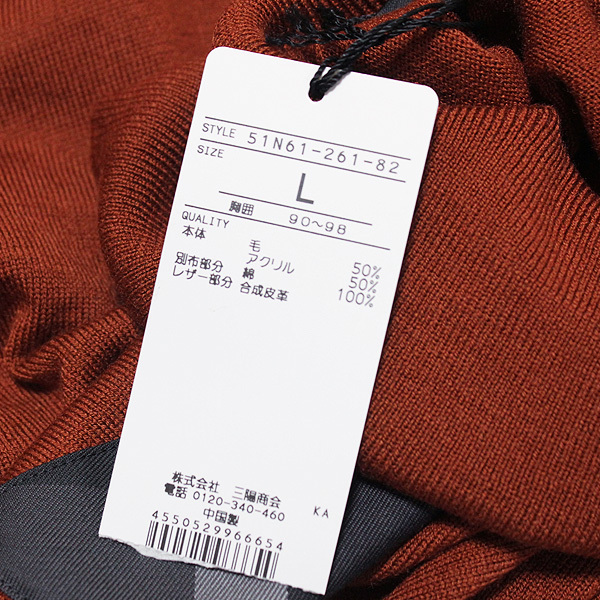 STYLE 51N61-261-82
SIZE
L
胸囲 90~98
QUALITY
本体 毛 50%
アクリル 50%
別布部分 綿 100%
レザー部分 合成皮革
株式会社 三陽商会
電話 0120-340-460
中国製 KA
4550529966654